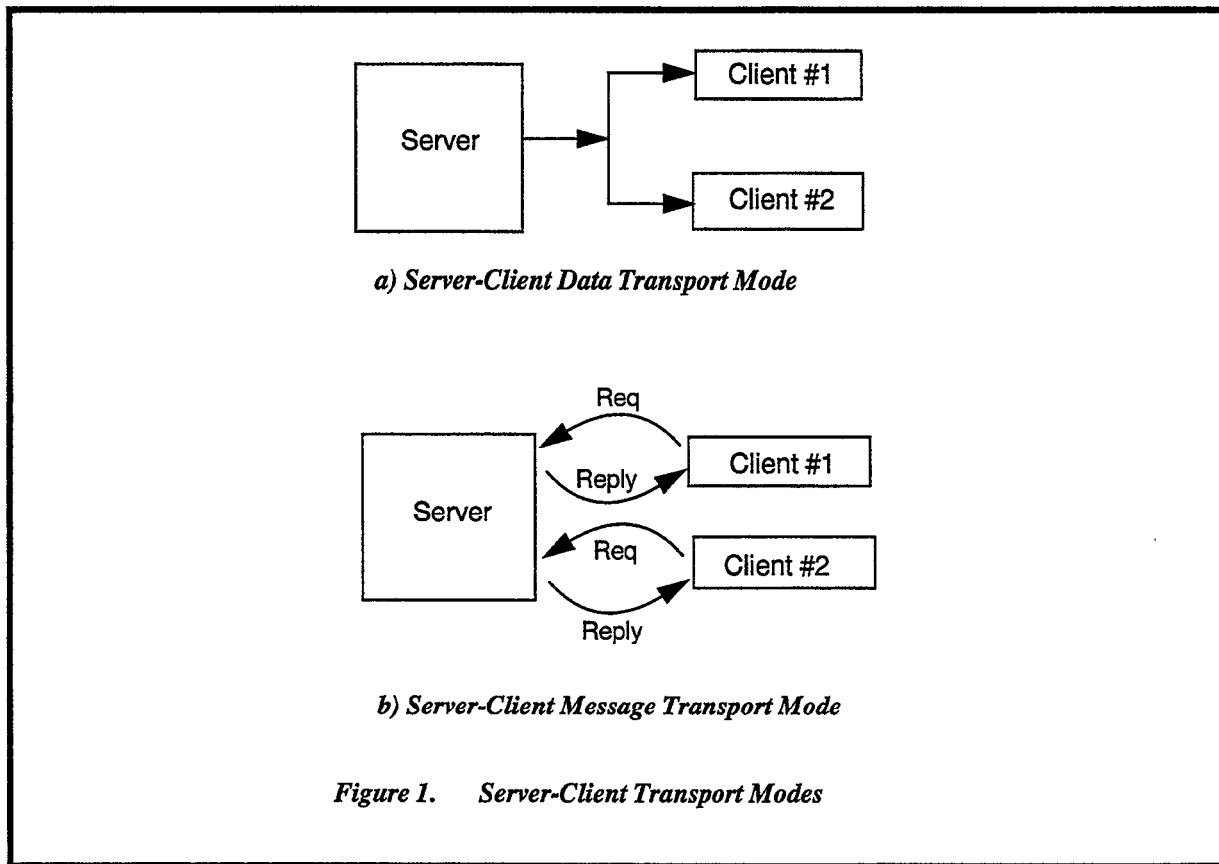 Client #1
Server
Client #2
a) Server-Client Data Transport Mode
Req
Client #1
Reply
Server
Req
Client #2
Reply
b) Server-Client Message Transport Mode
Figure 1. Server-Client Transport Modes